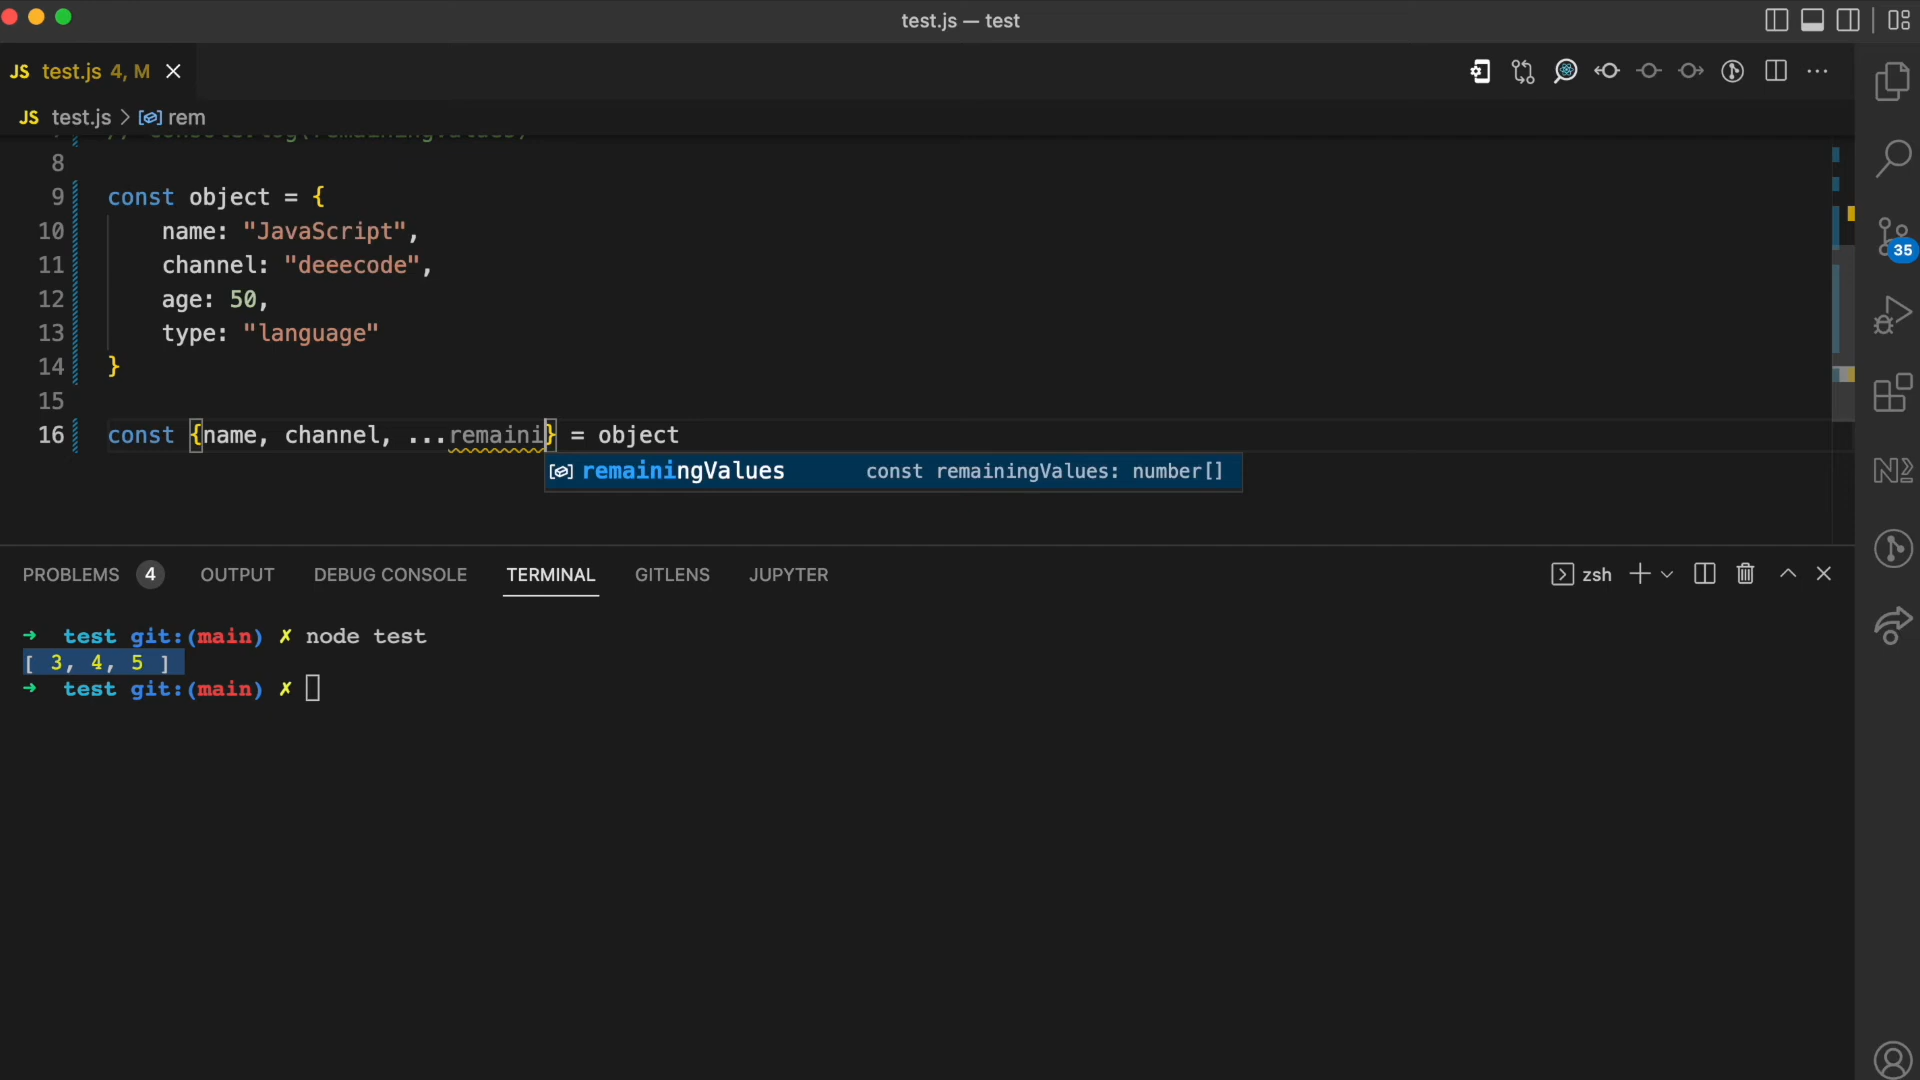 test.js — test
JS test.js 4, M
JS test.js > rem
// console.log(remainingValues)
8
9 const object = {
10 name: "JavaScript",
11 channel: "deeecode",
12 age: 50,
13 type: "language"
14 }
15
16 const {name, channel, ...remaini} = object
remainingValues const remainingValues: number[]
35
PROBLEMS 4 OUTPUT DEBUG CONSOLE TERMINAL GITLENS JUPYTER zsh
➜ test git:(main) ✗ node test
[ 3, 4, 5 ]
➜ test git:(main) ✗